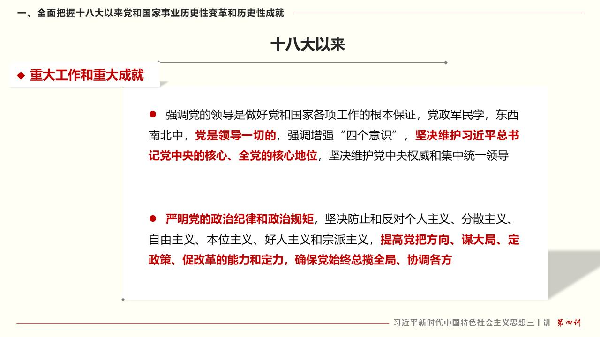 一、全面把握十八大以来党和国家事业历史性变革和历史性成就
十八大以来
◆ 重大工作和重大成就
● 强调党的领导是做好党和国家各项工作的根本保证，党政军民学，东西
南北中，党是领导一切的，强调增强“四个意识”，坚决维护习近平总书
记党中央的核心、全党的核心地位，坚决维护党中央权威和集中统一领导
● 严明党的政治纪律和政治规矩，坚决防止和反对个人主义、分散主义、
自由主义、本位主义、好人主义和宗派主义，提高党把方向、谋大局、定
政策、促改革的能力和定力，确保党始终总揽全局、协调各方
习近平新时代中国特色社会主义思想三十讲 第四讲